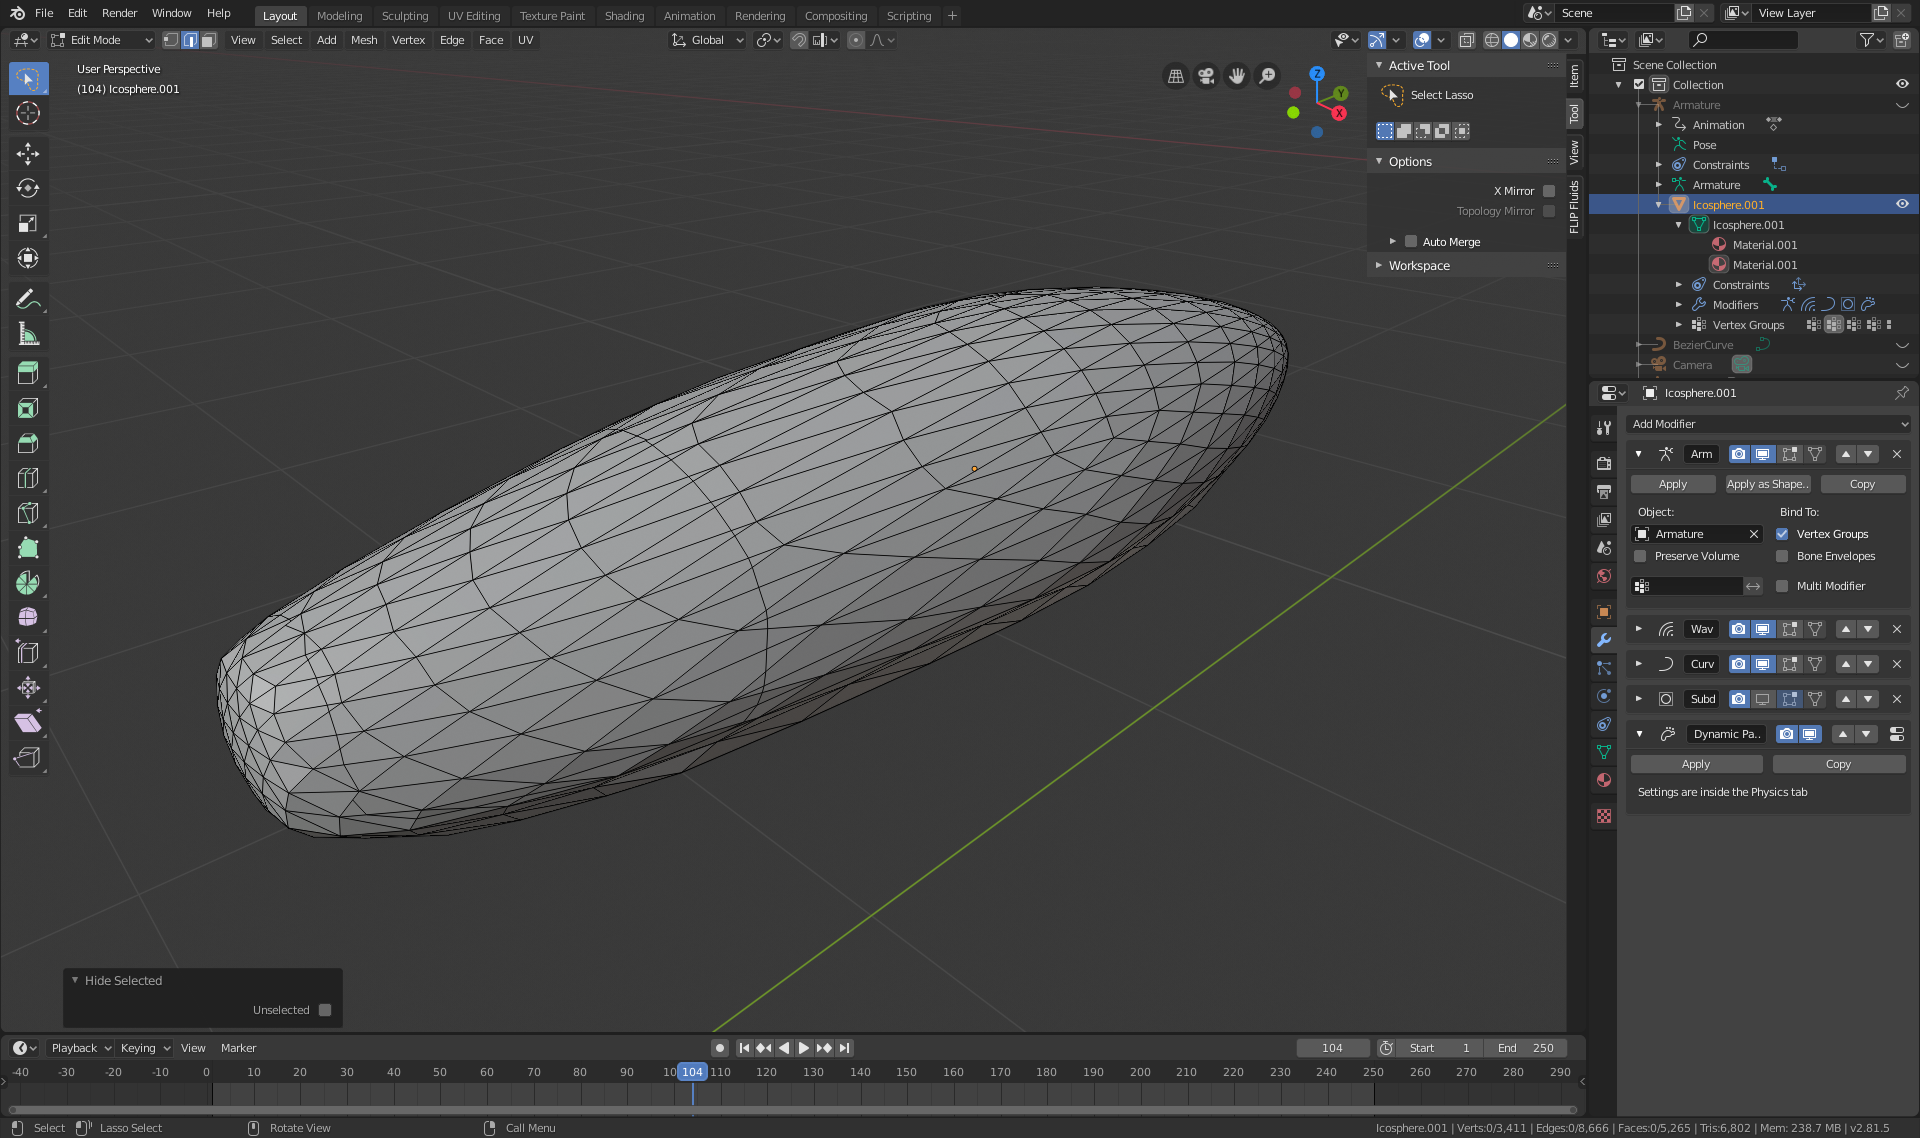 File Edit Render Window Help Layout Modeling Sculpting UV Editing Texture Paint Shading Animation Rendering Compositing Scripting + Scene View Layer
Edit Mode View Select Add Mesh Vertex Edge Face UV Global
User Perspective
(104) Icosphere.001
Z
Y
X
Active Tool
Select Lasso
Options
X Mirror
Topology Mirror
Auto Merge
Workspace
Item
Tool
View
FLIP Fluids
Scene Collection
Collection
Armature
Animation
Pose
Constraints
Armature
Icosphere.001
Icosphere.001
Material.001
Material.001
Constraints
Modifiers
Vertex Groups
BezierCurve
Camera
Icosphere.001
Add Modifier
Arm
Apply Apply as Shape.. Copy
Object: Bind To:
Armature Vertex Groups
Preserve Volume Bone Envelopes
Multi Modifier
Wav
Curv
Subd
Dynamic Pa..
Apply Copy
Settings are inside the Physics tab
Hide Selected
Unselected
Playback Keying View Marker 104 Start 1 End 250
-40 -30 -20 -10 0 10 20 30 40 50 60 70 80 90 10 104 110 120 130 140 150 160 170 180 190 200 210 220 230 240 250 260 270 280 290
Select Lasso Select Rotate View Call Menu Icosphere.001 | Verts:0/3,411 | Edges:0/8,666 | Faces:0/5,265 | Tris:6,802 | Mem: 238.7 MB | v2.81.5